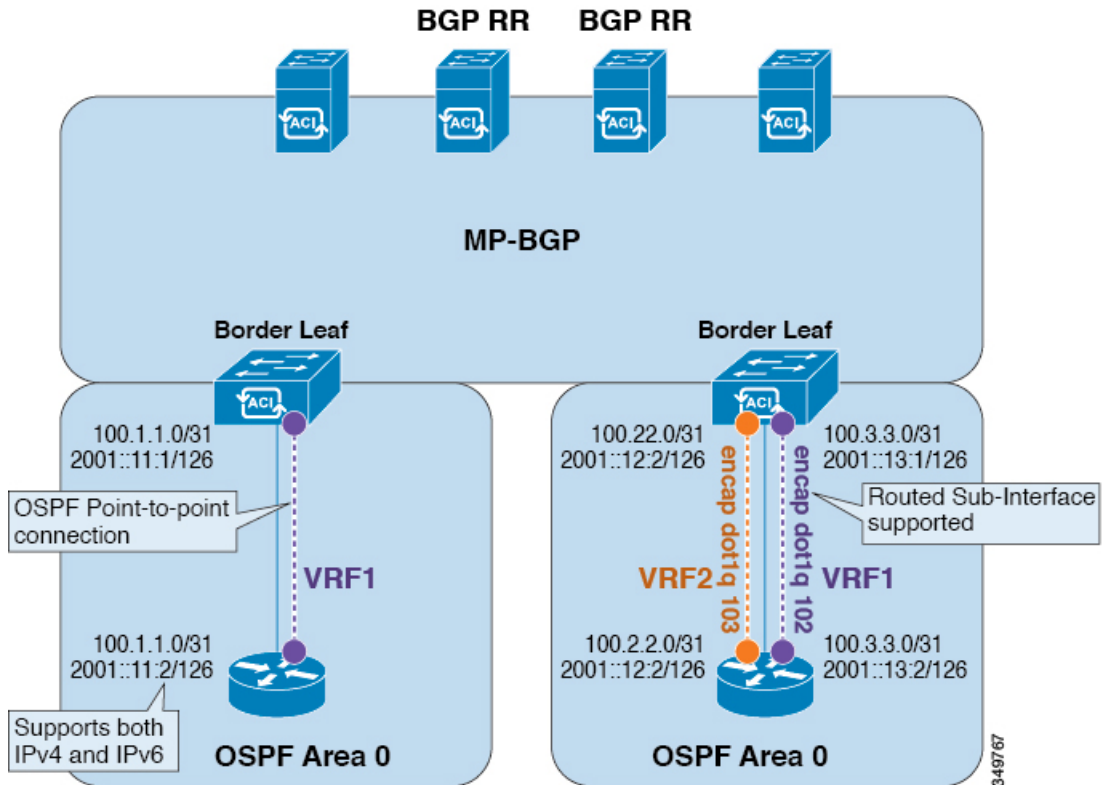 BGP RR
BGP RR
ACI
ACI
ACI
ACI
MP-BGP
Border Leaf
Border Leaf
ACI
ACI
100.1.1.0/31
2001::11:1/126
100.22.0/31
2001::12:2/126
100.3.3.0/31
2001::13:1/126
OSPF Point-to-point
connection
Routed Sub-Interface
supported
encap dot1q 103
encap dot1q 102
VRF1
VRF2
VRF1
100.1.1.0/31
2001::11:2/126
100.2.2.0/31
2001::12:2/126
100.3.3.0/31
2001::13:2/126
Supports both
IPv4 and IPv6
OSPF Area 0
OSPF Area 0
349767